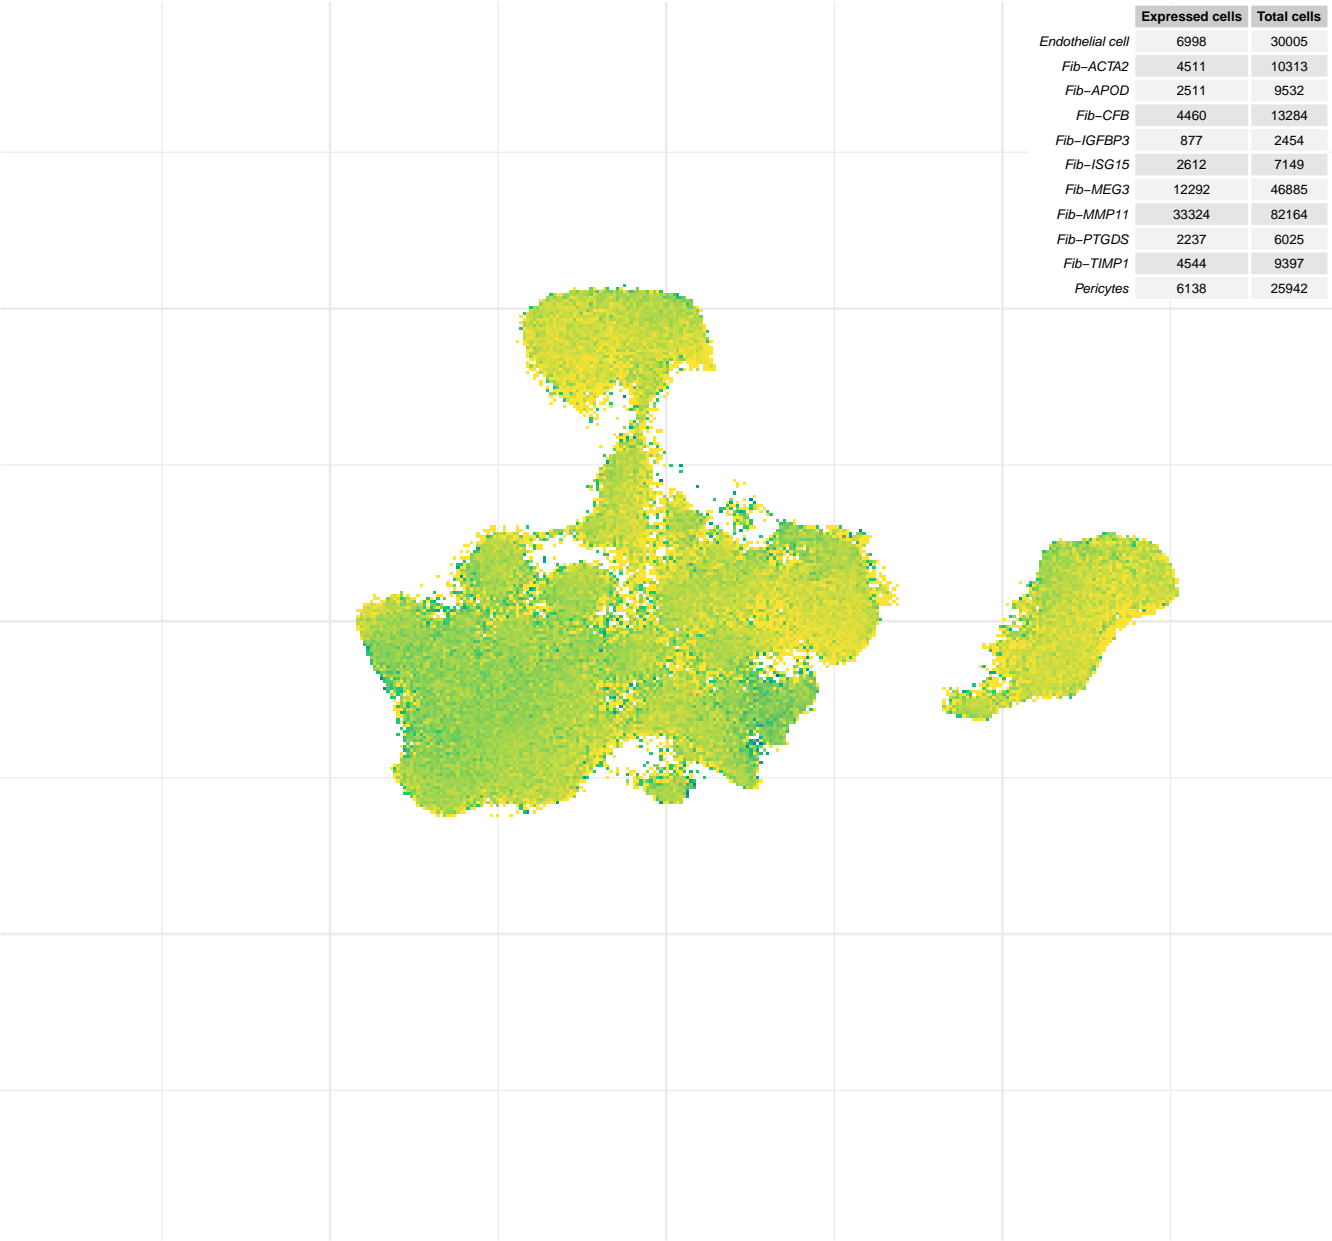 Expressed cells Total cells
Endothelial cell 6998 30005
Fib−ACTA2 4511 10313
Fib−APOD 2511 9532
Fib−CFB 4460 13284
Fib−IGFBP3 877 2454
Fib−ISG15 2612 7149
Fib−MEG3 12292 46885
Fib−MMP11 33324 82164
Fib−PTGDS 2237 6025
Fib−TIMP1 4544 9397
Pericytes 6138 25942